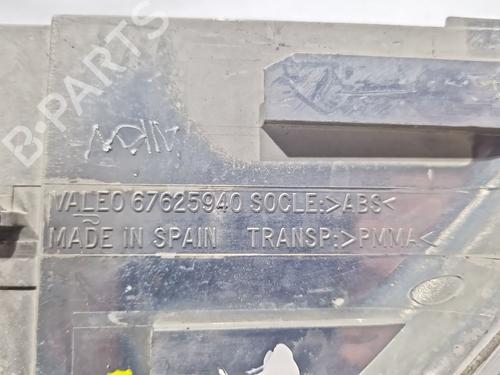 B-PARTS
VALEO 67625940 SOCLE:>ABS<
MADE IN SPAIN TRANSP:>PMMA<